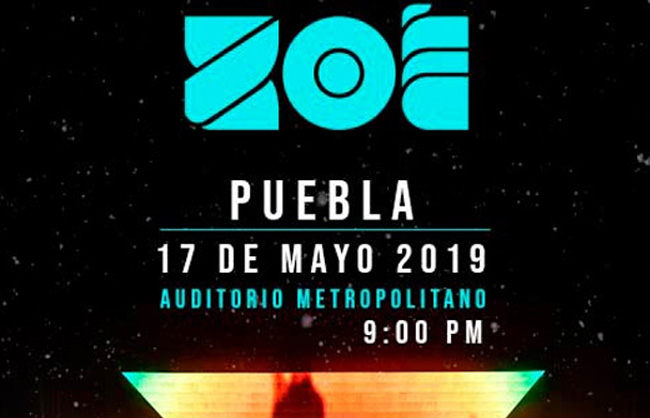 ZOÉ
PUEBLA
17 DE MAYO 2019
AUDITORIO METROPOLITANO
9:00 PM